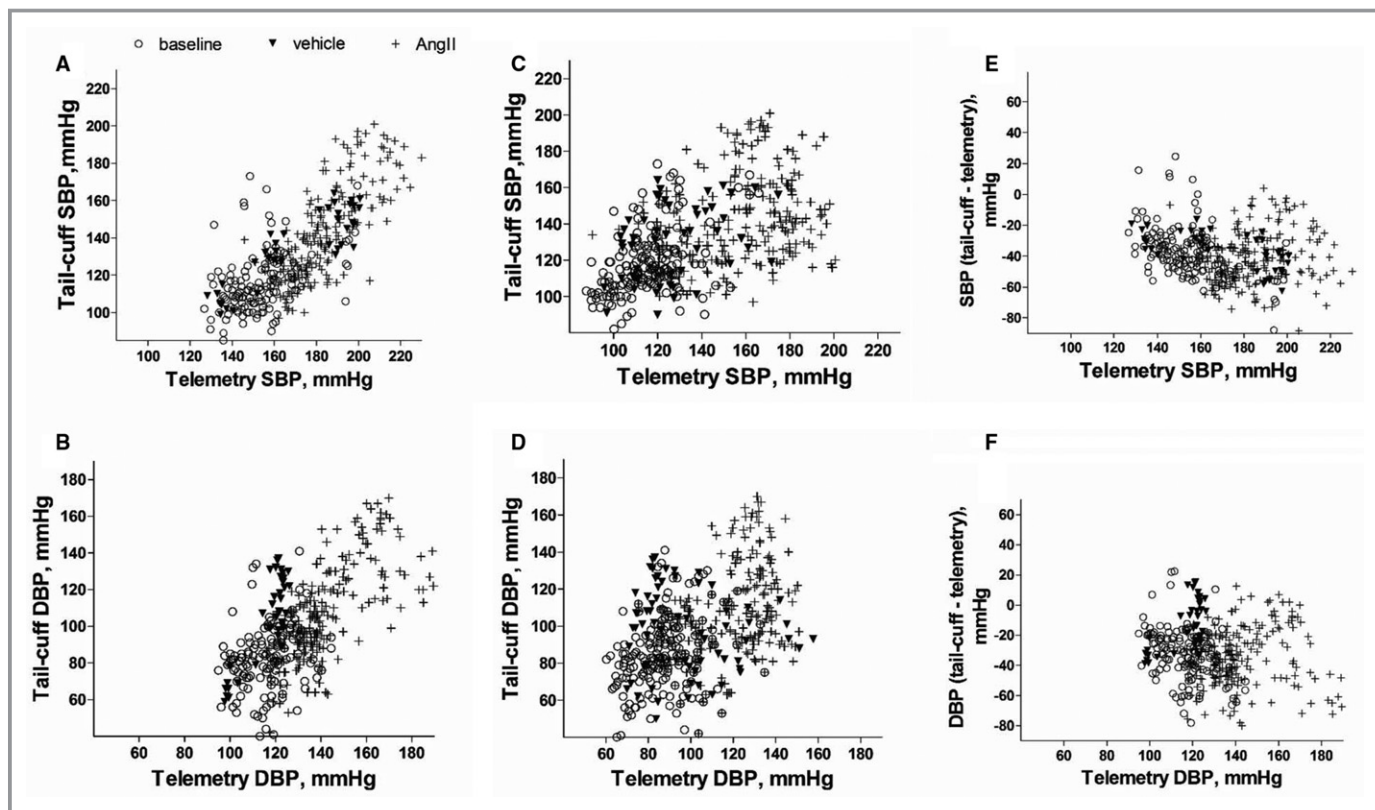 baseline vehicle AngII
A
220
200
180
160
140
120
100
Tail-cuff SBP,mmHg
100 120 140 160 180 200 220
Telemetry SBP, mmHg
C
220
200
180
160
140
120
100
Tail-cuff SBP,mmHg
100 120 140 160 180 200 220
Telemetry SBP, mmHg
E
60
40
20
0
-20
-40
-60
-80
SBP (tail-cuff - telemetry),
mmHg
100 120 140 160 180 200 220
Telemetry SBP, mmHg
B
180
160
140
120
100
80
60
Tail-cuff DBP, mmHg
60 80 100 120 140 160 180
Telemetry DBP, mmHg
D
180
160
140
120
100
80
60
Tail-cuff DBP, mmHg
60 80 100 120 140 160 180
Telemetry DBP, mmHg
F
60
40
20
0
-20
-40
-60
-80
DBP (tail-cuff - telemetry),
mmHg
60 80 100 120 140 160 180
Telemetry DBP, mmHg